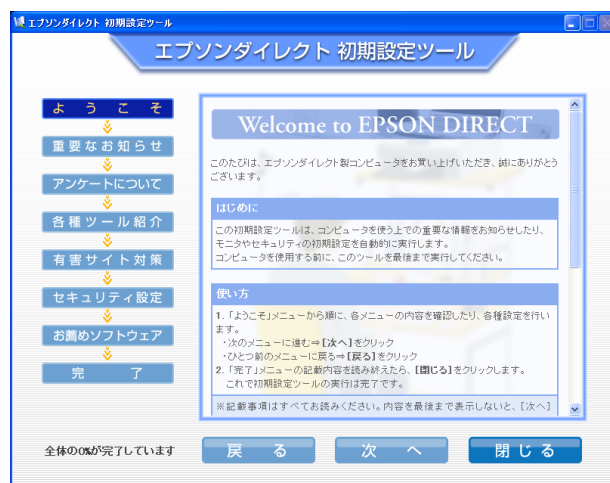 エプソンダイレクト 初期設定ツール
エプソンダイレクト 初期設定ツール
ようこそ
重要なお知らせ
アンケートについて
各種ツール紹介
有害サイト対策
セキュリティ設定
お薦めソフトウェア
完了
Welcome to EPSON DIRECT
このたびは、エプソンダイレクト製コンピュータをお買い上げいただき、誠にありがとう
ございます。
はじめに
この初期設定ツールは、コンピュータを使う上での重要な情報をお知らせしたり、
モニタやセキュリティの初期設定を自動的に実行します。
コンピュータを使用する前に、このツールを最後まで実行してください。
使い方
1.「ようこそ」メニューから順に、各メニューの内容を確認したり、各種設定を行い
ます。
・次のメニューに進む⇒[次へ]をクリック
・ひとつ前のメニューに戻る⇒[戻る]をクリック
2.「完了」メニューの記載内容を読み終えたら、[閉じる]をクリックします。
これで初期設定ツールの実行は完了です。
※記載事項はすべてお読みください。内容を最後まで表示しないと、[次へ]
全体の0%が完了しています
戻る
次へ
閉じる